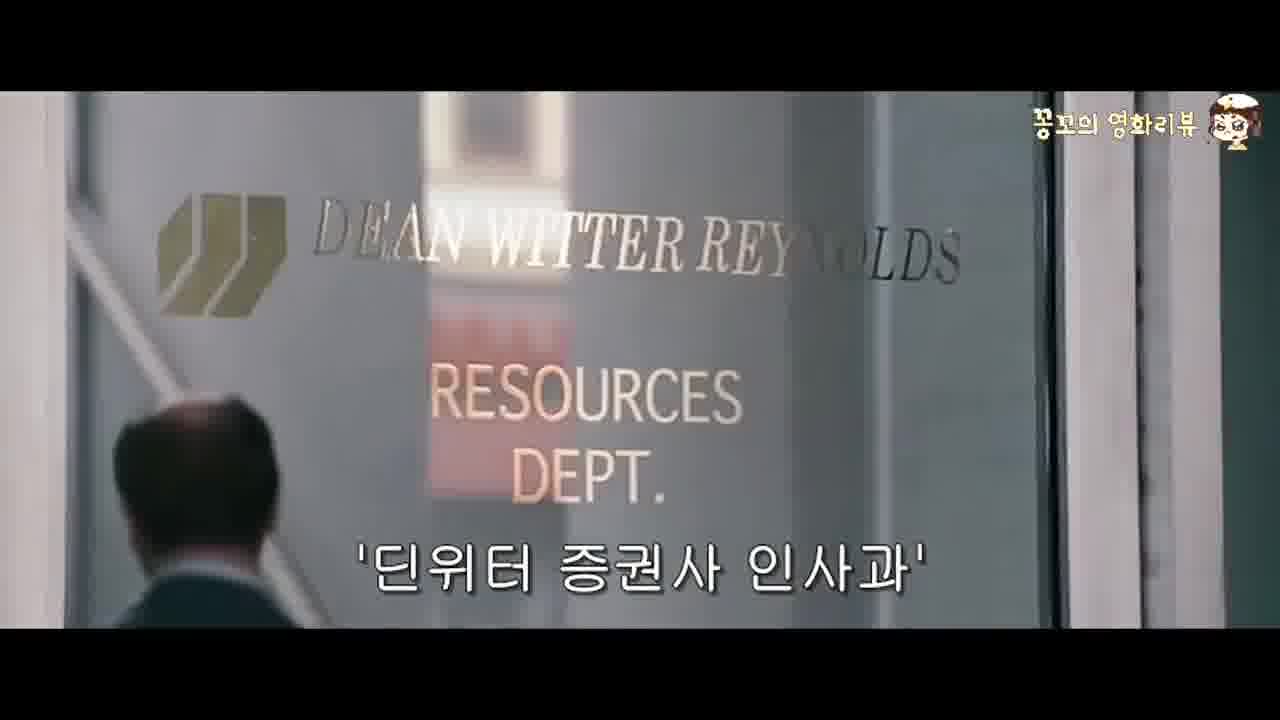 꽁꼬의 영화리뷰
DEAN WITTER REYNOLDS
RESOURCES
DEPT.
'딘위터 증권사 인사과'